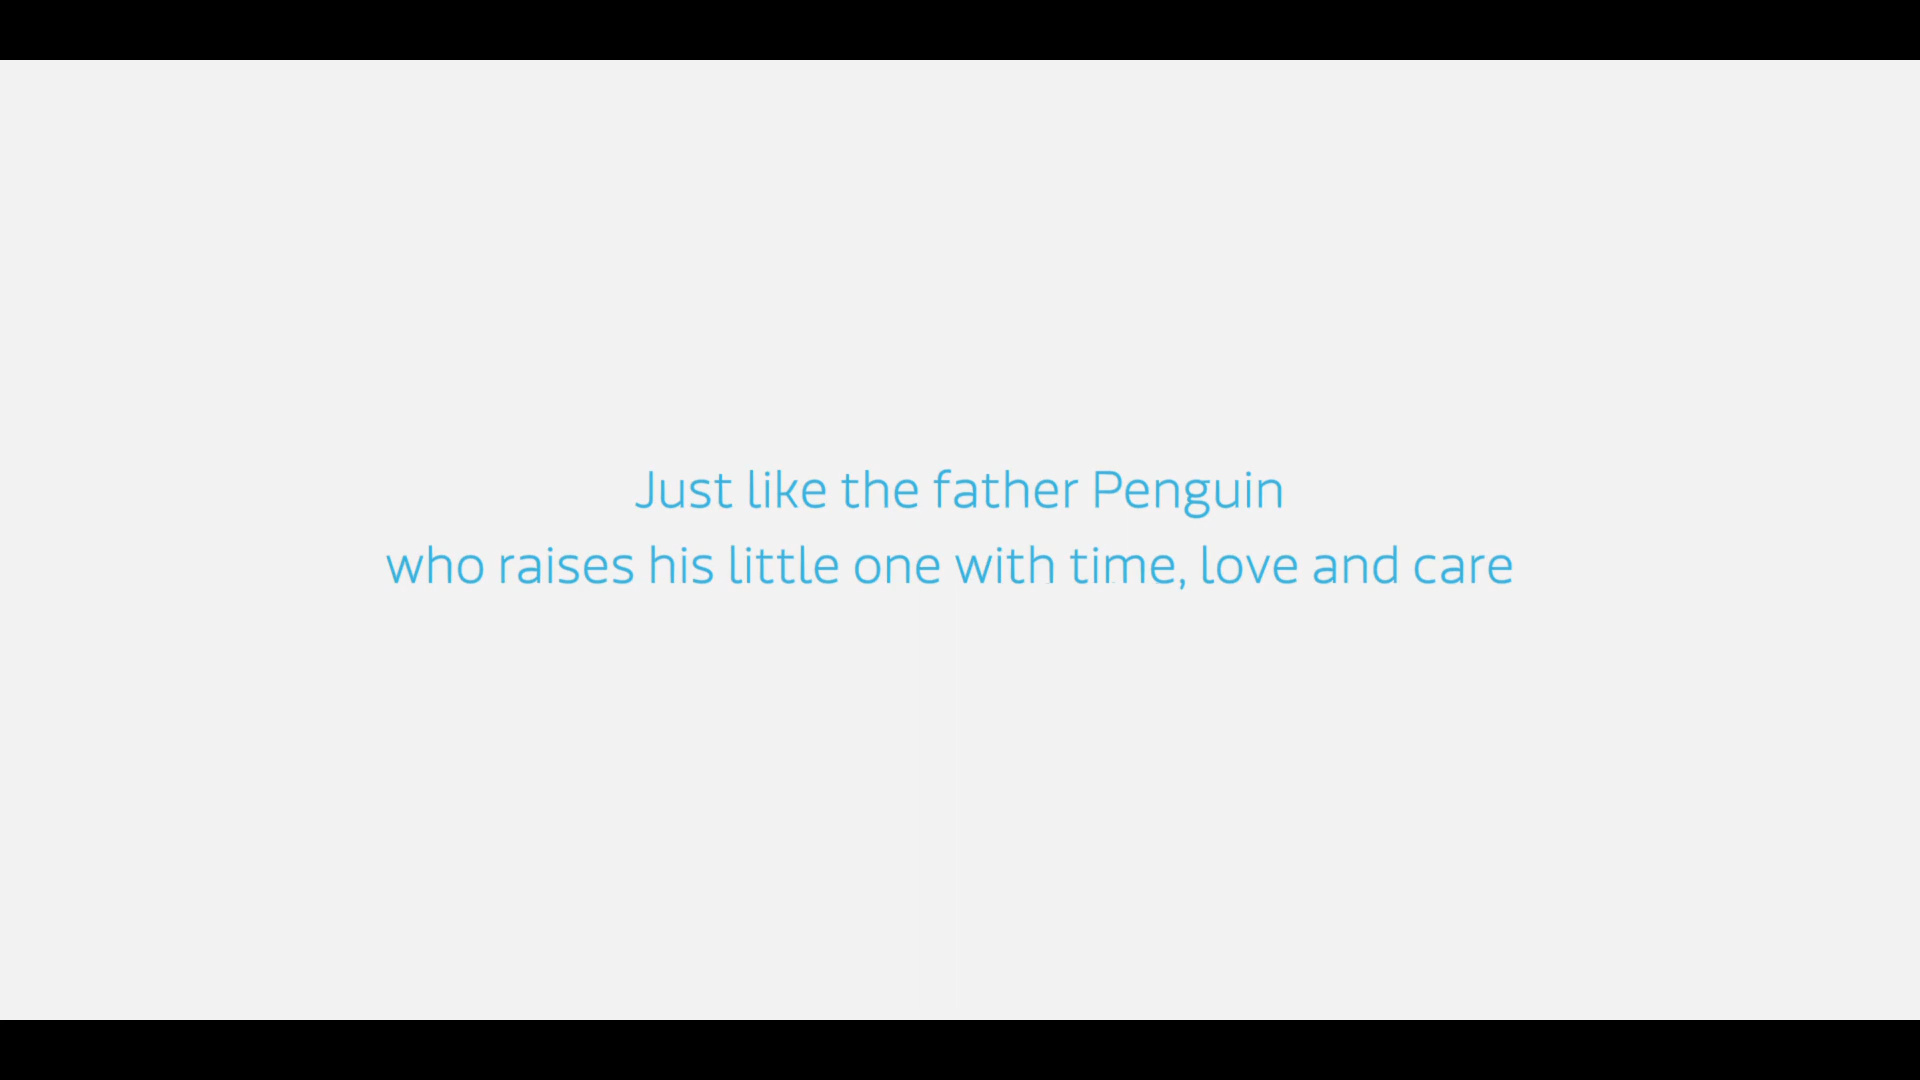 Just like the father Penguin
who raises his little one with time, love and care